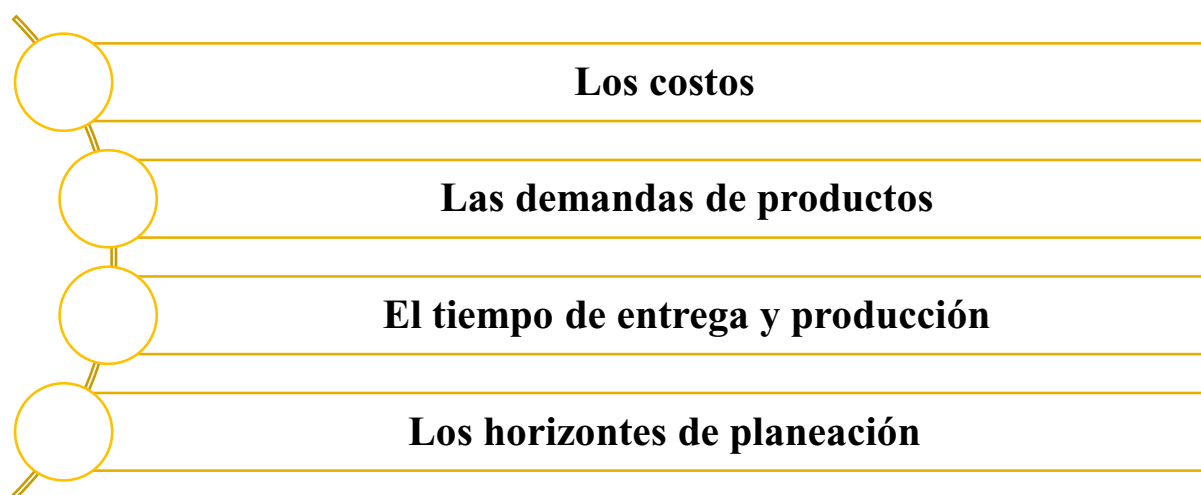 Los costos
Las demandas de productos
El tiempo de entrega y producción
Los horizontes de planeación